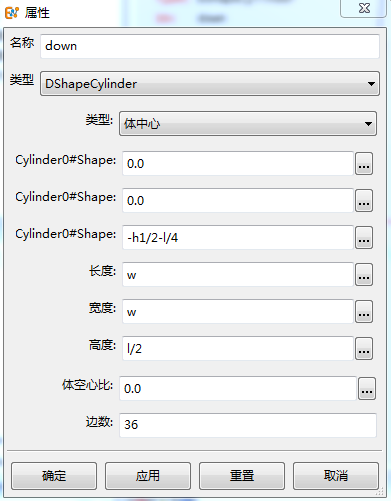 属性
名称 down
类型 DShapeCylinder
类型: 体中心
Cylinder0#Shape: 0.0 ...
Cylinder0#Shape: 0.0 ...
Cylinder0#Shape: -h1/2-l/4 ...
长度: w ...
宽度: w ...
高度: l/2 ...
体空心比: 0.0 ...
边数: 36
确定 应用 重置 取消